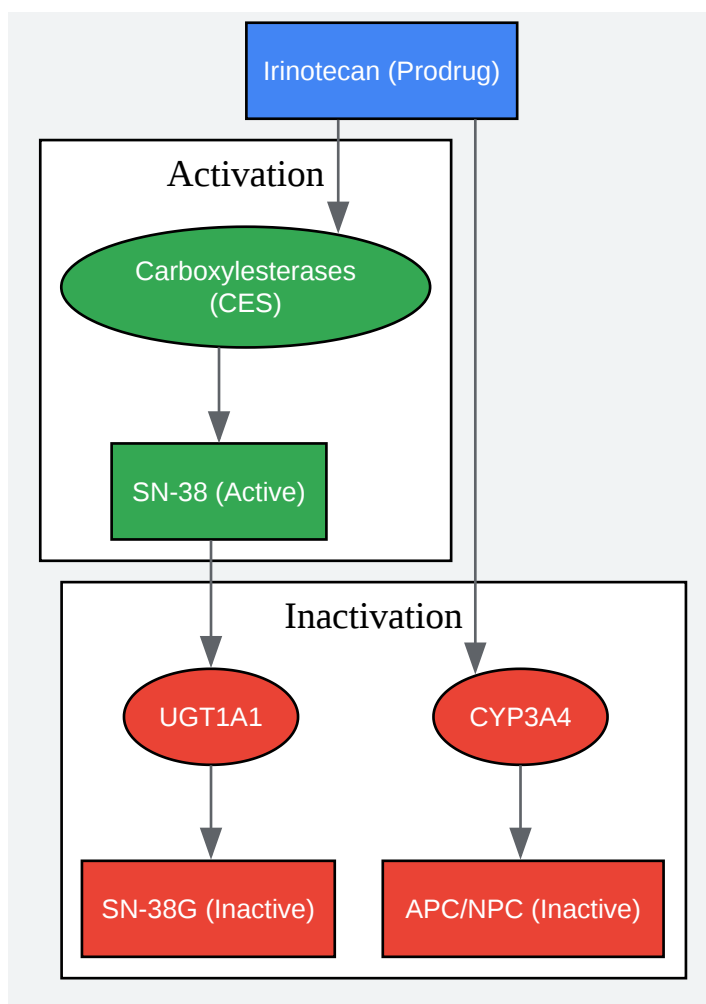 Irinotecan (Prodrug)
Activation
Carboxylesterases
(CES)
SN-38 (Active)
Inactivation
UGT1A1
CYP3A4
SN-38G (Inactive)
APC/NPC (Inactive)